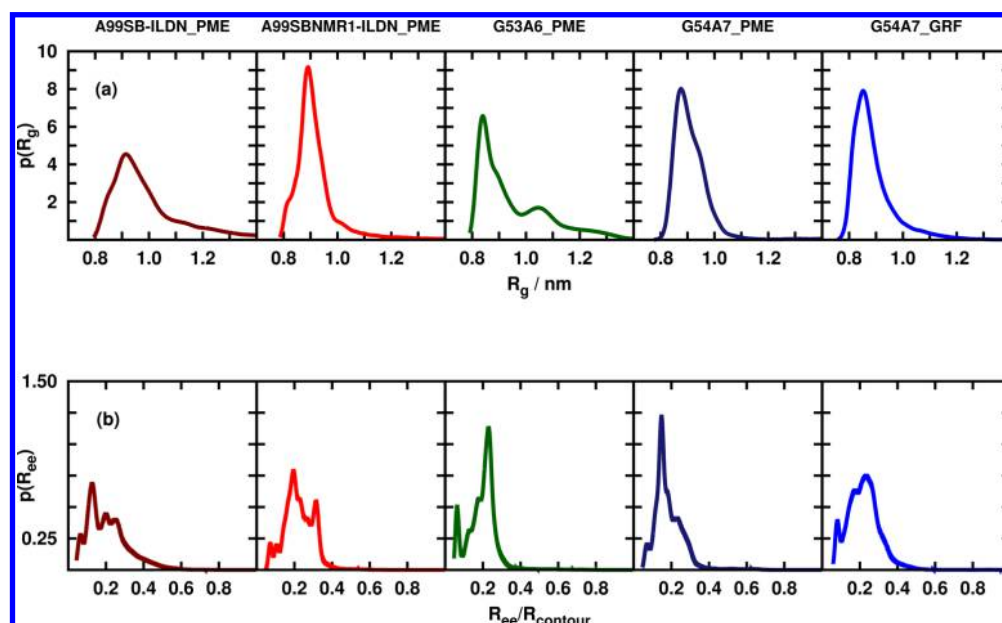 A99SB-ILDN_PME A99SBNMR1-ILDN_PME G53A6_PME G54A7_PME G54A7_GRF
10
8
6
4
2
(a)
p(Rg)
0.8 1.0 1.2 0.8 1.0 1.2 0.8 1.0 1.2 0.8 1.0 1.2 0.8 1.0 1.2
Rg / nm
1.50
0.25
(b)
p(Ree)
0.2 0.4 0.6 0.8 0.2 0.4 0.6 0.8 0.2 0.4 0.6 0.8 0.2 0.4 0.6 0.8 0.2 0.4 0.6 0.8
Ree/Rcontour